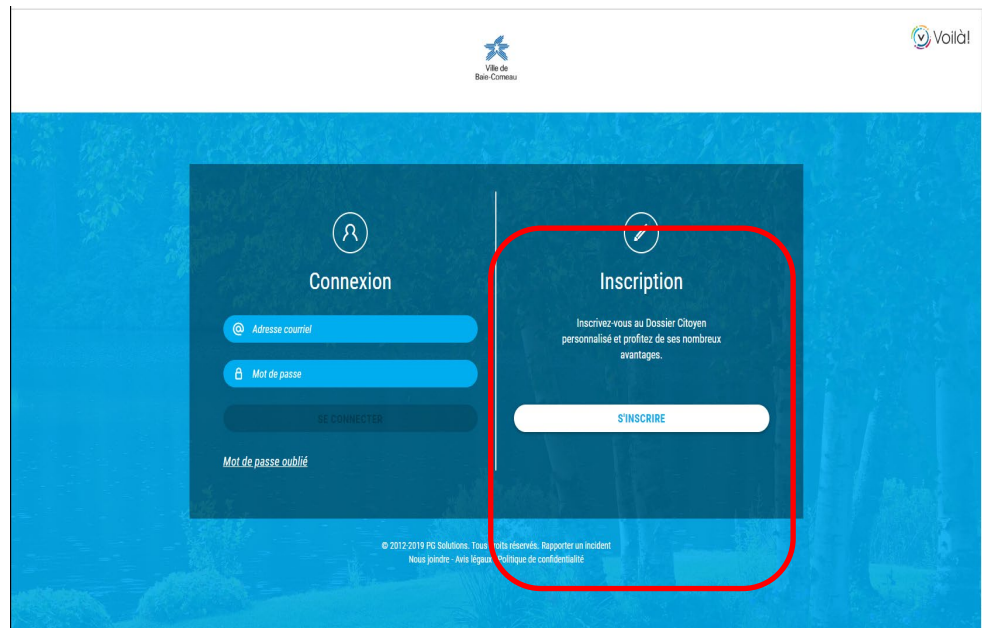 Ville de
Baie-Comeau
Voilà!
Connexion
Adresse courriel
Mot de passe
SE CONNECTER
Mot de passe oublié
Inscription
Inscrivez-vous au Dossier Citoyen
personnalisé et profitez de ses nombreux
avantages.
S'INSCRIRE
© 2012-2019 PG Solutions. Tous droits réservés. Rapporter un incident
Nous joindre - Avis légaux - Politique de confidentialité